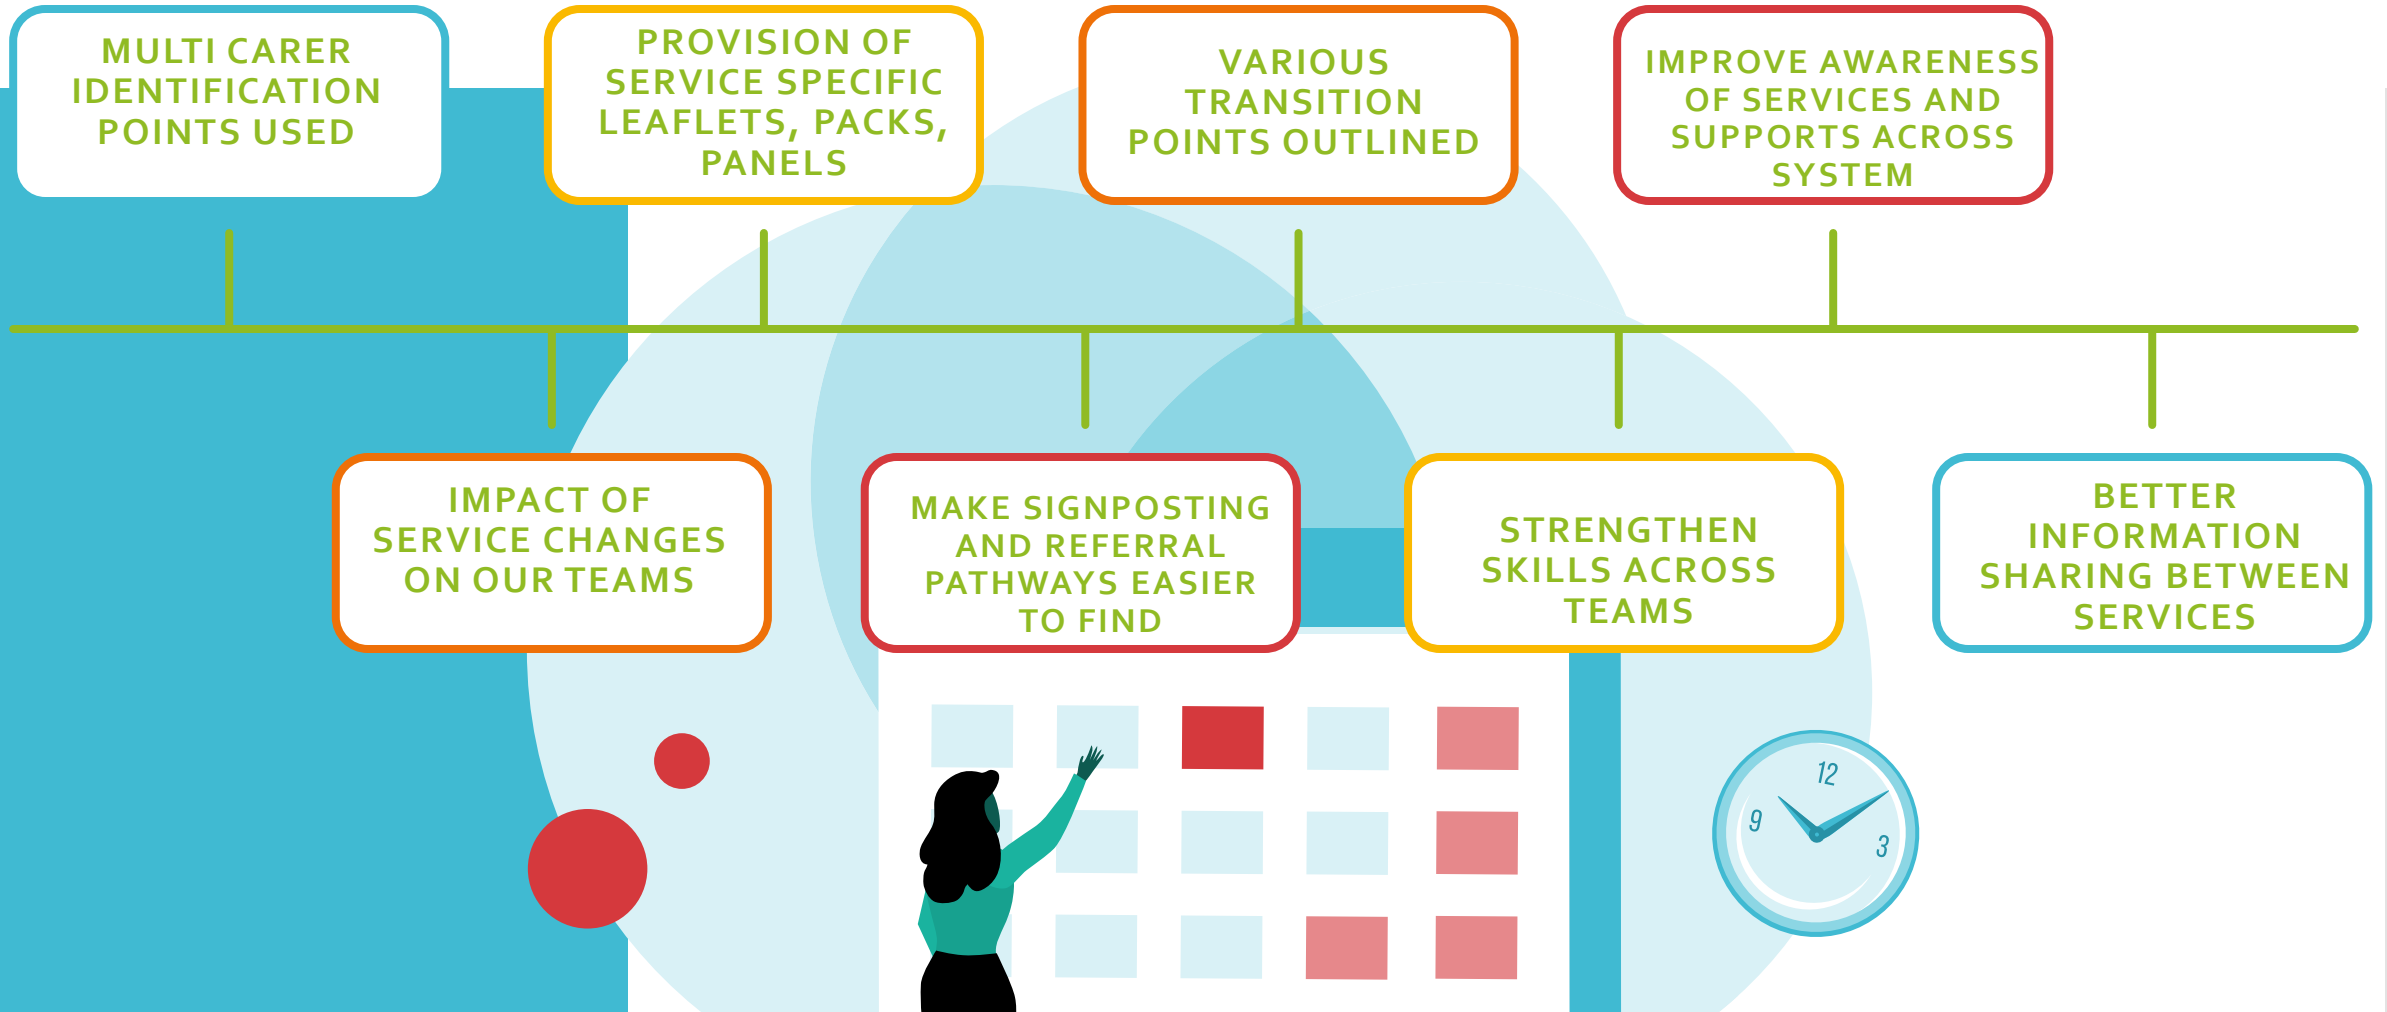 MULTI CARER
IDENTIFICATION
POINTS USED
PROVISION OF
SERVICE SPECIFIC
LEAFLETS, PACKS,
PANELS
VARIOUS
TRANSITION
POINTS OUTLINED
IMPROVE AWARENESS
OF SERVICES AND
SUPPORTS ACROSS
SYSTEM
IMPACT OF
SERVICE CHANGES
ON OUR TEAMS
MAKE SIGNPOSTING
AND REFERRAL
PATHWAYS EASIER
TO FIND
STRENGTHEN
SKILLS ACROSS
TEAMS
BETTER
INFORMATION
SHARING BETWEEN
SERVICES
12
9
3